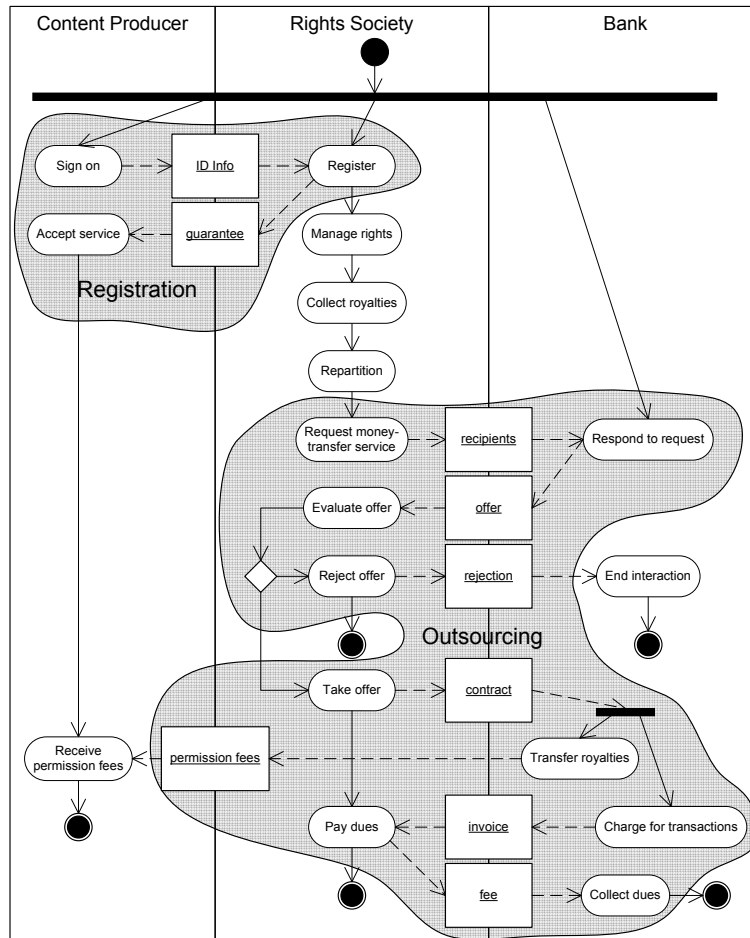 Content Producer
Rights Society
Bank
Sign on
ID Info
Register
Accept service
guarantee
Manage rights
Registration
Collect royalties
Repartition
Request money-
transfer service
recipients
Respond to request
Evaluate offer
offer
Reject offer
rejection
End interaction
Outsourcing
Take offer
contract
Receive
permission fees
permission fees
Transfer royalties
Pay dues
invoice
Charge for transactions
fee
Collect dues